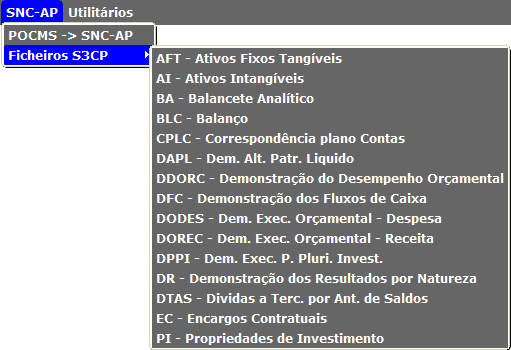 SNC-AP Utilitários
POCMS -> SNC-AP
Ficheiros S3CP
AFT - Ativos Fixos Tangíveis
AI - Ativos Intangíveis
BA - Balancete Analítico
BLC - Balanço
CPLC - Correspondência plano Contas
DAPL - Dem. Alt. Patr. Liquido
DDORC - Demonstração do Desempenho Orçamental
DFC - Demonstração dos Fluxos de Caixa
DODES - Dem. Exec. Orçamental - Despesa
DOREC - Dem. Exec. Orçamental - Receita
DPPI - Dem. Exec. P. Pluri. Invest.
DR - Demonstração dos Resultados por Natureza
DTAS - Dividas a Terc. por Ant. de Saldos
EC - Encargos Contratuais
PI - Propriedades de Investimento